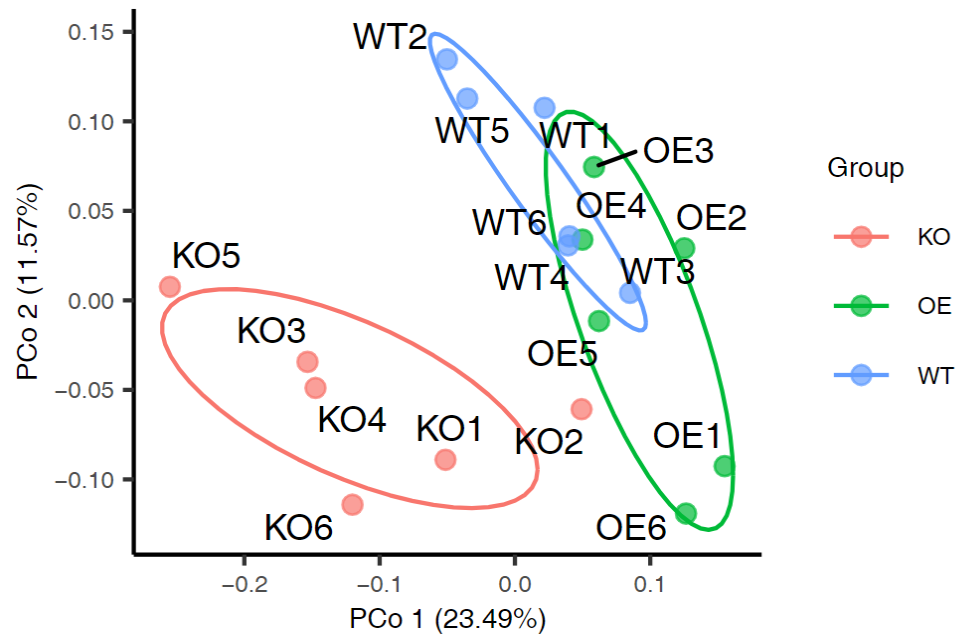 0.15
0.10
0.05
0.00
−0.05
−0.10
PCo 2 (11.57%)
WT2
WT5
WT1
OE3
OE4
OE2
WT6
WT4
WT3
KO5
KO3
OE5
KO4
KO1
KO2
OE1
KO6
OE6
−0.2
−0.1
0.0
0.1
PCo 1 (23.49%)
Group
KO
OE
WT